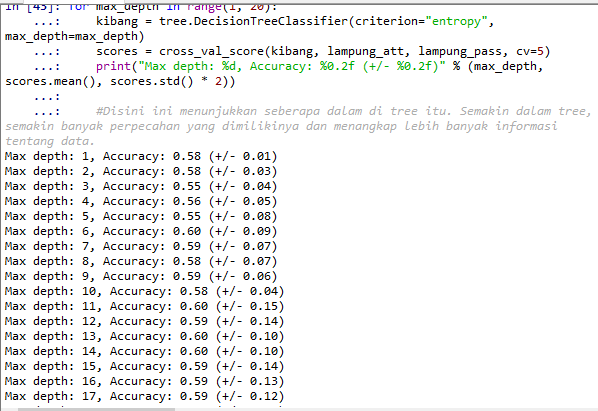 In [45]: for max_depth in range(1, 20):
    ...:     kibang = tree.DecisionTreeClassifier(criterion="entropy",
max_depth=max_depth)
    ...:     scores = cross_val_score(kibang, lampung_att, lampung_pass, cv=5)
    ...:     print("Max depth: %d, Accuracy: %0.2f (+/- %0.2f)" % (max_depth,
scores.mean(), scores.std() * 2))
    ...:
    ...:     #Disini ini menunjukkan seberapa dalam di tree itu. Semakin dalam tree,
semakin banyak perpecahan yang dimilikinya dan menangkap lebih banyak informasi
tentang data.
Max depth: 1, Accuracy: 0.58 (+/- 0.01)
Max depth: 2, Accuracy: 0.58 (+/- 0.03)
Max depth: 3, Accuracy: 0.55 (+/- 0.04)
Max depth: 4, Accuracy: 0.56 (+/- 0.05)
Max depth: 5, Accuracy: 0.55 (+/- 0.08)
Max depth: 6, Accuracy: 0.60 (+/- 0.09)
Max depth: 7, Accuracy: 0.59 (+/- 0.07)
Max depth: 8, Accuracy: 0.58 (+/- 0.07)
Max depth: 9, Accuracy: 0.59 (+/- 0.06)
Max depth: 10, Accuracy: 0.58 (+/- 0.04)
Max depth: 11, Accuracy: 0.60 (+/- 0.15)
Max depth: 12, Accuracy: 0.59 (+/- 0.14)
Max depth: 13, Accuracy: 0.60 (+/- 0.10)
Max depth: 14, Accuracy: 0.60 (+/- 0.10)
Max depth: 15, Accuracy: 0.59 (+/- 0.14)
Max depth: 16, Accuracy: 0.59 (+/- 0.13)
Max depth: 17, Accuracy: 0.59 (+/- 0.12)